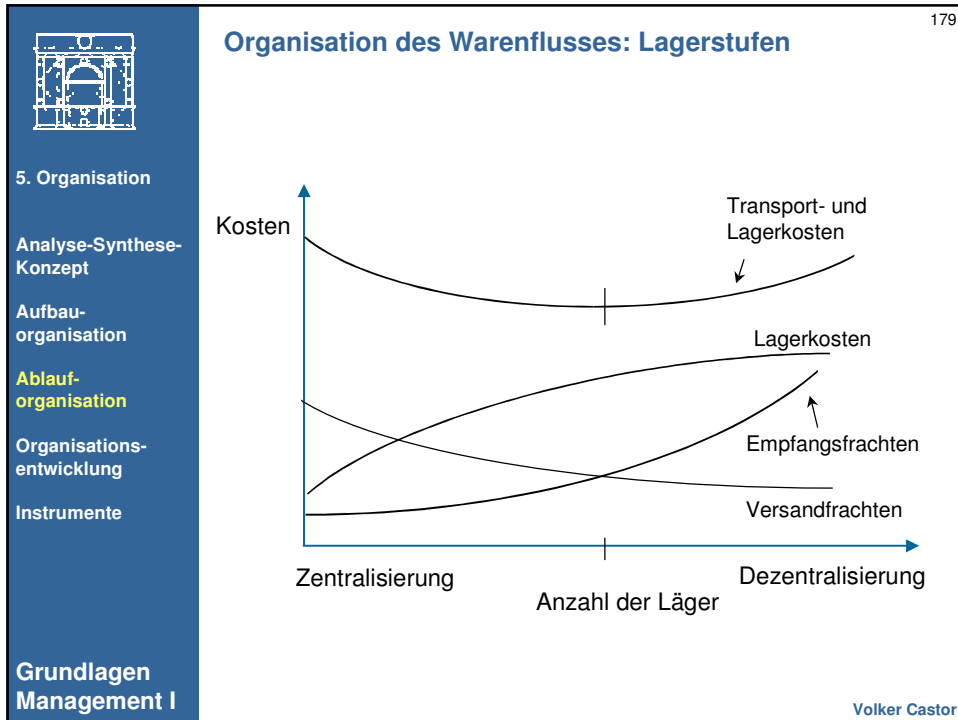 179
Organisation des Warenflusses: Lagerstufen
5. Organisation
Analyse-Synthese-
Konzept
Aufbau-
organisation
Ablauf-
organisation
Organisations-
entwicklung
Instrumente
Grundlagen
Management I
Kosten
Transport- und
Lagerkosten
Lagerkosten
Empfangsfrachten
Versandfrachten
Zentralisierung
Dezentralisierung
Anzahl der Läger
Volker Castor